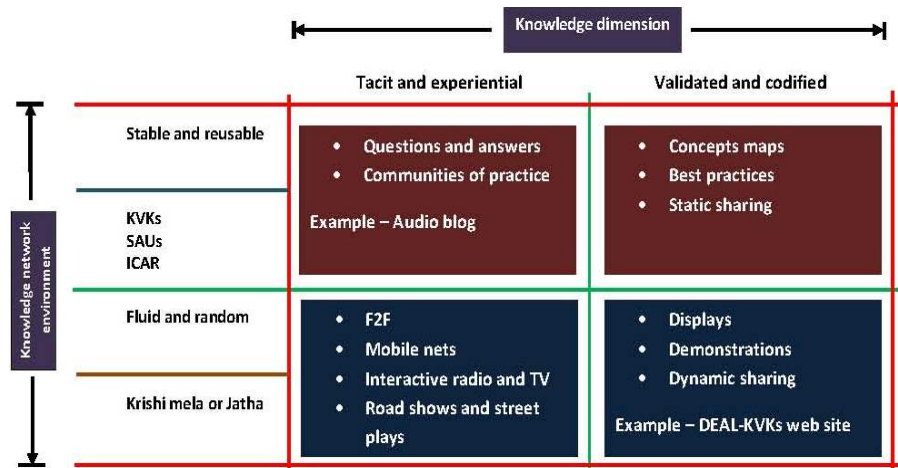 Knowledge dimension
Tacit and experiential
Validated and codified
Knowledge network
environment
Stable and reusable
KVKs
SAUs
ICAR
• Questions and answers
• Communities of practice
Example – Audio blog
• Concepts maps
• Best practices
• Static sharing
Fluid and random
Krishi mela or Jatha
• F2F
• Mobile nets
• Interactive radio and TV
• Road shows and street
plays
• Displays
• Demonstrations
• Dynamic sharing
Example – DEAL-KVKs web site